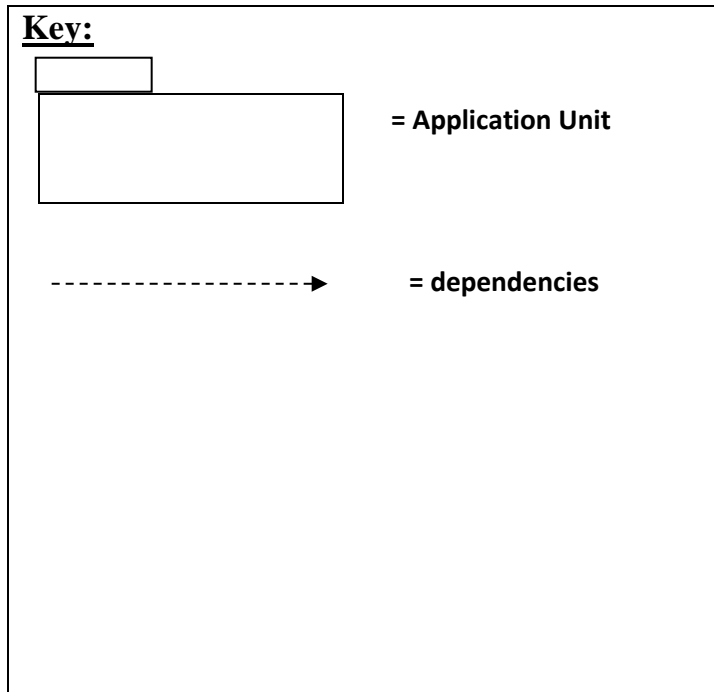 Key:
= Application Unit
= dependencies